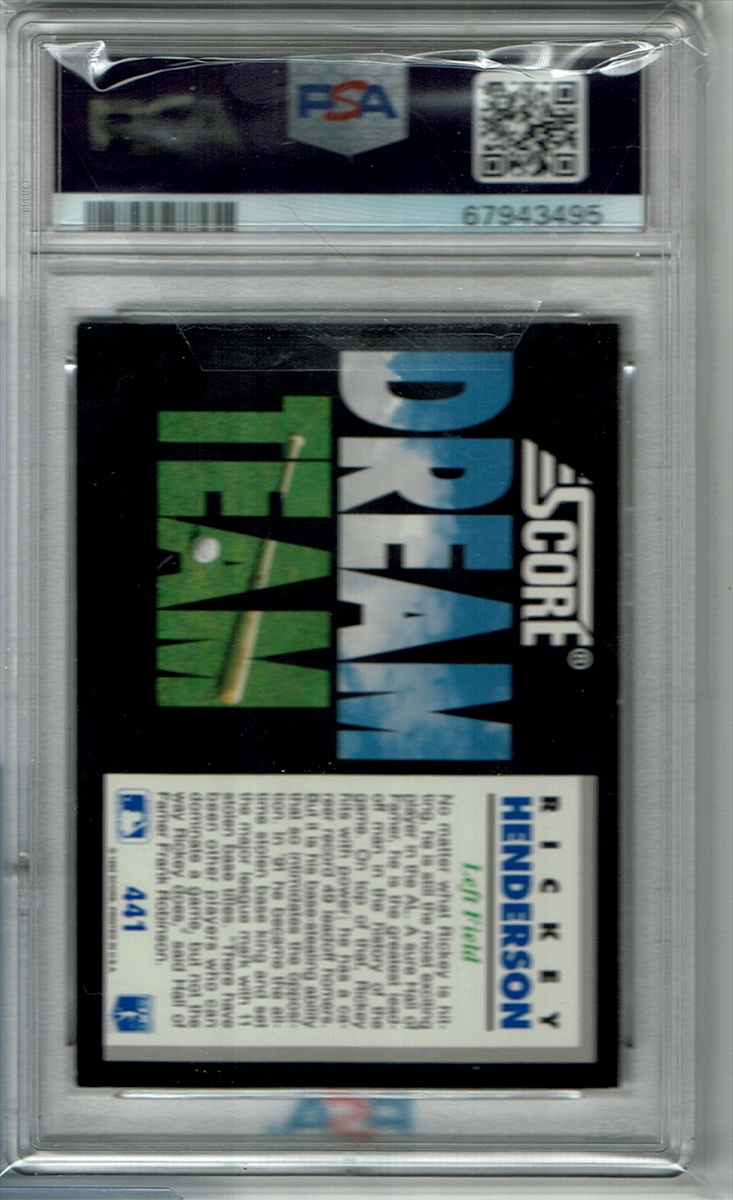 PSA
67943495
SCORE®
DREAM
TEAM
RICKEY
HENDERSON
Left Field
No matter what Rickey is hit-
ting, he is still the most exciting
player in the AL. A sure Hall of
Famer, he is the greatest lead-
off man in the history of the
game. On top of that, Rickey
hits with power; he has a ca-
reer record 49 leadoff homers.
But it is his base-stealing ability
that so intimidates the oppo-
tion. In '91 he became the all-
time stolen base king and set
the major league mark with 11
stolen base titles. "There have
been other players who can
dominate a game, but not the
way Rickey does," said Hall of
Famer Frank Robinson.
441
PSA